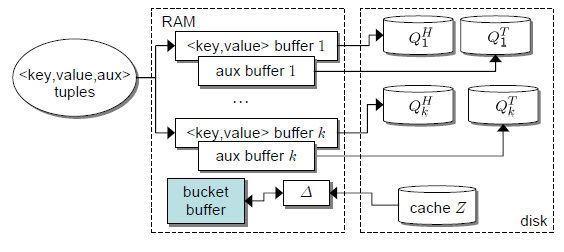 RAM
<key,value,aux>
tuples
<key,value> buffer 1
aux buffer 1
...
<key,value> buffer k
aux buffer k
bucket
buffer
Δ
Q_1^H
Q_1^T
Q_k^H
Q_k^T
cache Z
disk